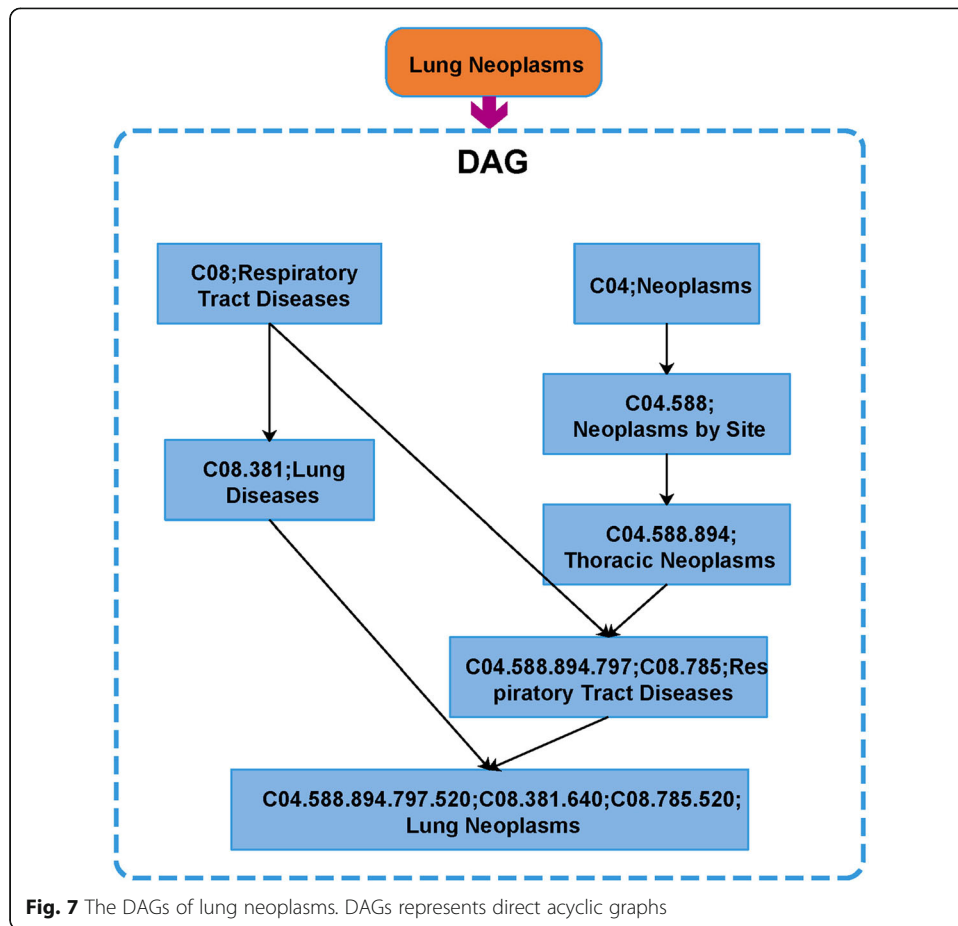 Lung Neoplasms
DAG
C08;Respiratory
Tract Diseases
C04;Neoplasms
C04.588;
Neoplasms by Site
C08.381;Lung
Diseases
C04.588.894;
Thoracic Neoplasms
C04.588.894.797;C08.785;Res
piratory Tract Diseases
C04.588.894.797.520;C08.381.640;C08.785.520;
Lung Neoplasms
Fig. 7 The DAGs of lung neoplasms. DAGs represents direct acyclic graphs